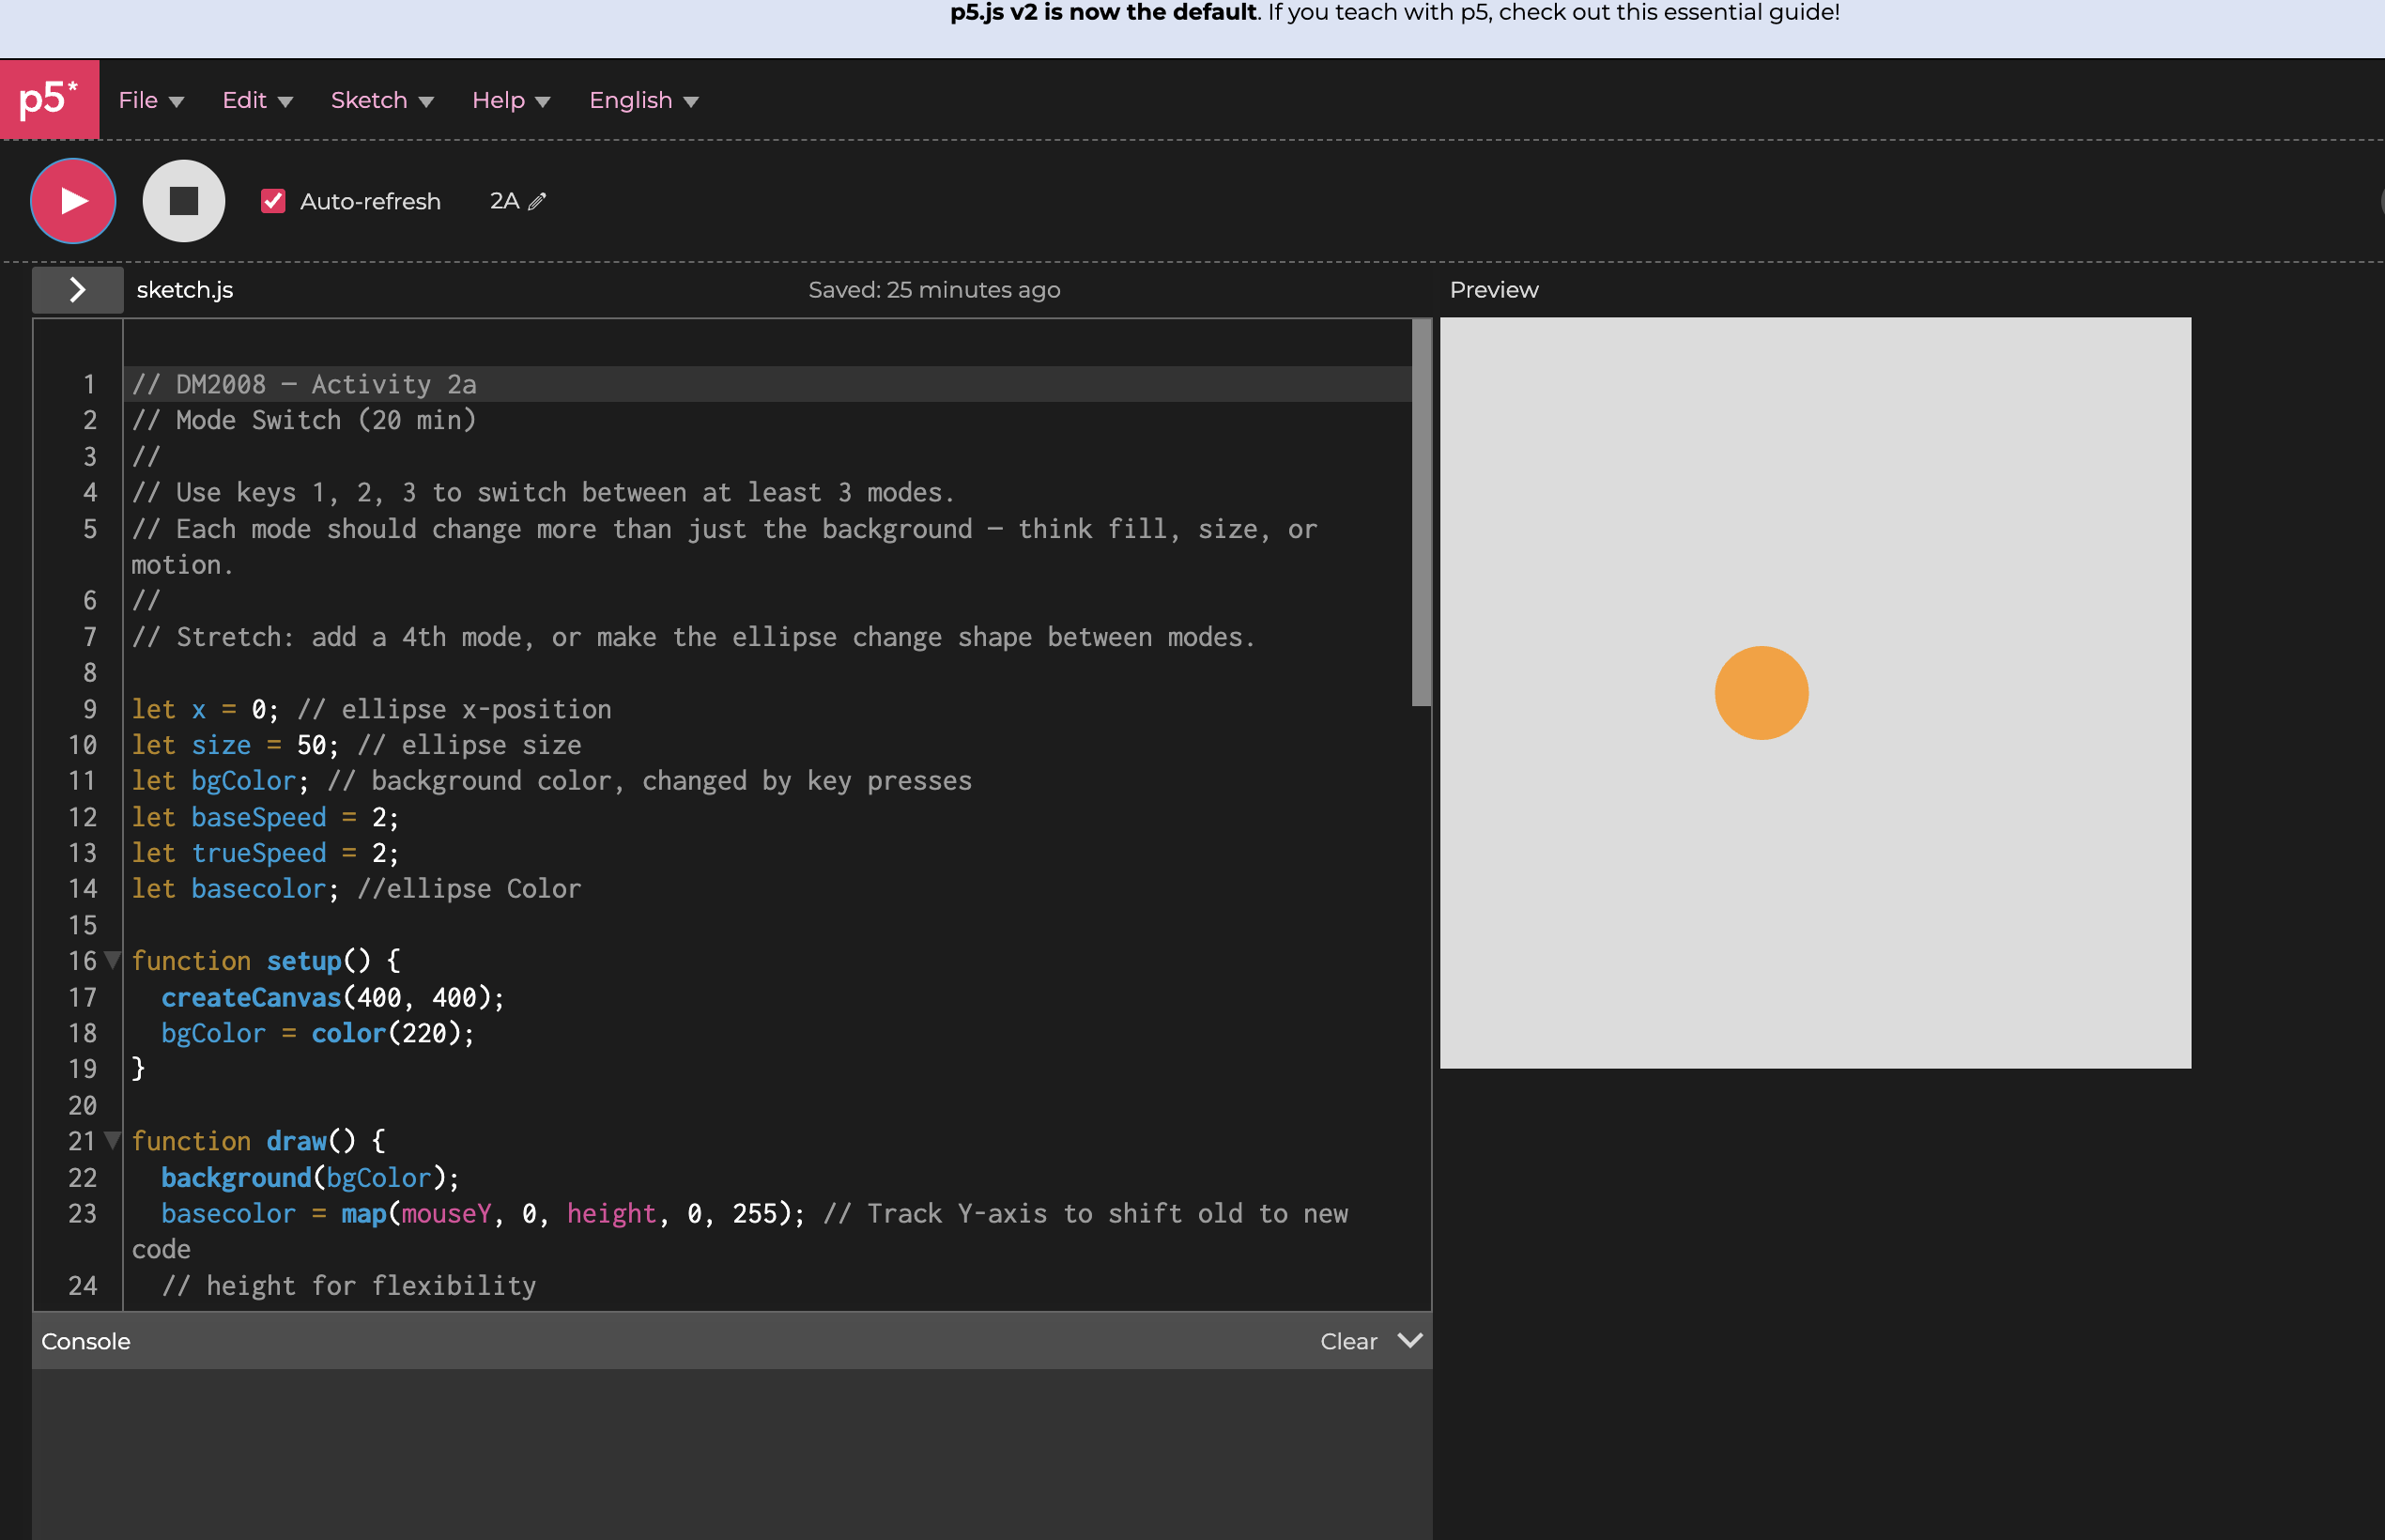 p5.js v2 is now the default. If you teach with p5, check out this essential guide!
p5* File Edit Sketch Help English
Auto-refresh 2A
sketch.js Saved: 25 minutes ago Preview
1 // DM2008 – Activity 2a
2 // Mode Switch (20 min)
3 //
4 // Use keys 1, 2, 3 to switch between at least 3 modes.
5 // Each mode should change more than just the background – think fill, size, or
motion.
6 //
7 // Stretch: add a 4th mode, or make the ellipse change shape between modes.
8
9 let x = 0; // ellipse x-position
10 let size = 50; // ellipse size
11 let bgColor; // background color, changed by key presses
12 let baseSpeed = 2;
13 let trueSpeed = 2;
14 let basecolor; //ellipse Color
15
16 function setup() {
17 createCanvas(400, 400);
18 bgColor = color(220);
19 }
20
21 function draw() {
22 background(bgColor);
23 basecolor = map(mouseY, 0, height, 0, 255); // Track Y-axis to shift old to new
code
24 // height for flexibility
Console Clear